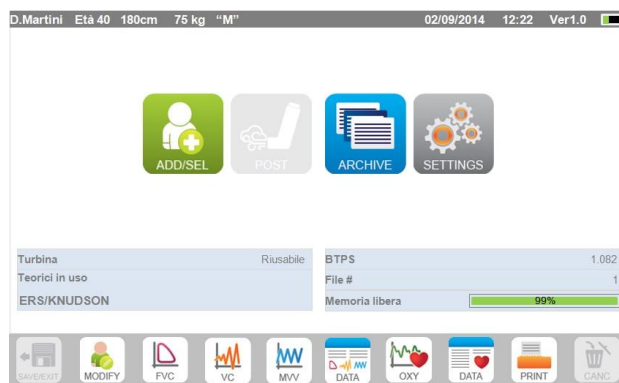 D.Martini Età 40 180cm 75 kg “M” 02/09/2014 12:22 Ver1.0
ADD/SEL POST ARCHIVE SETTINGS
Turbina Riusabile BTPS 1.082
Teorici in uso File # 1
ERS/KNUDSON Memoria libera 99%
SAVE/EXIT MODIFY FVC VC MVV DATA OXY DATA PRINT CANC